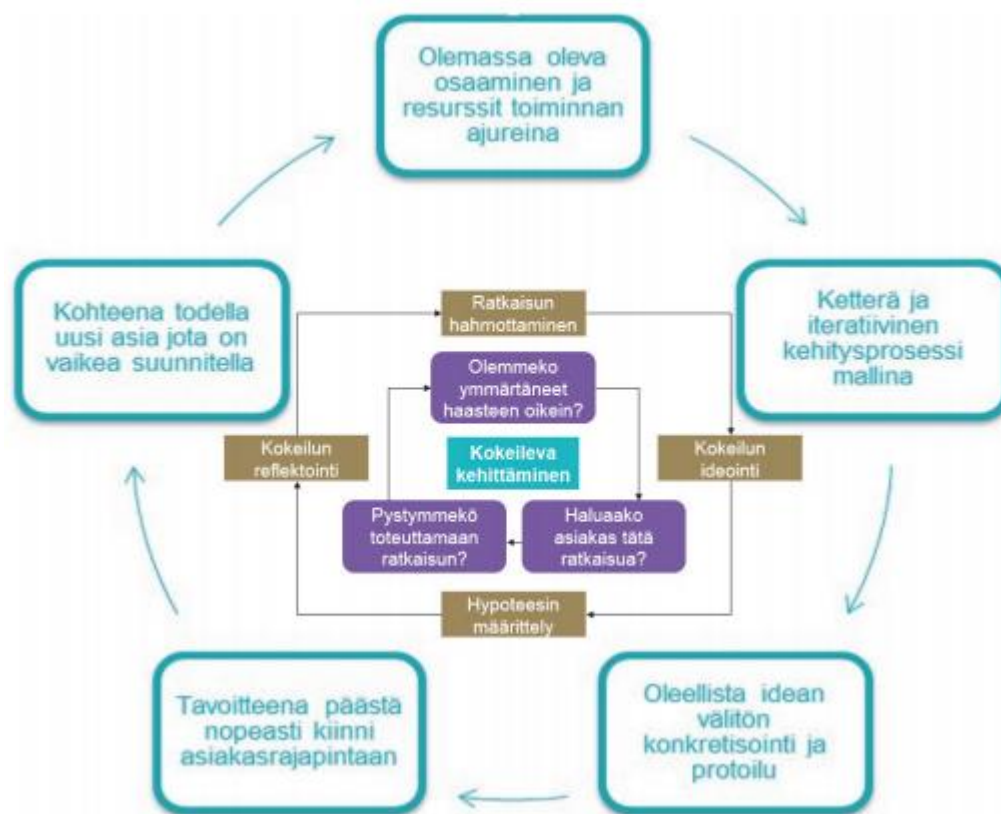 Olemassa oleva
osaaminen ja
resurssit toiminnan
ajureina
Kohteena todella
uusi asia jota on
vaikea suunnitella
Ketterä ja
iteratiivinen
kehitysprosessi
mallina
Ratkaisun
hahmottaminen
Olemmeko
ymmärtäneet
haasteen oikein?
Kokeilun
reflektointi
Kokeileva
kehittäminen
Kokeilun
ideointi
Pystymmekö
toteuttamaan
ratkaisun?
Haluaako
asiakas tätä
ratkaisua?
Hypoteesin
määrittely
Tavoitteena päästä
nopeasti kiinni
asiakasrajapintaan
Oleellista idean
välitön
konkretisointi ja
protoilu